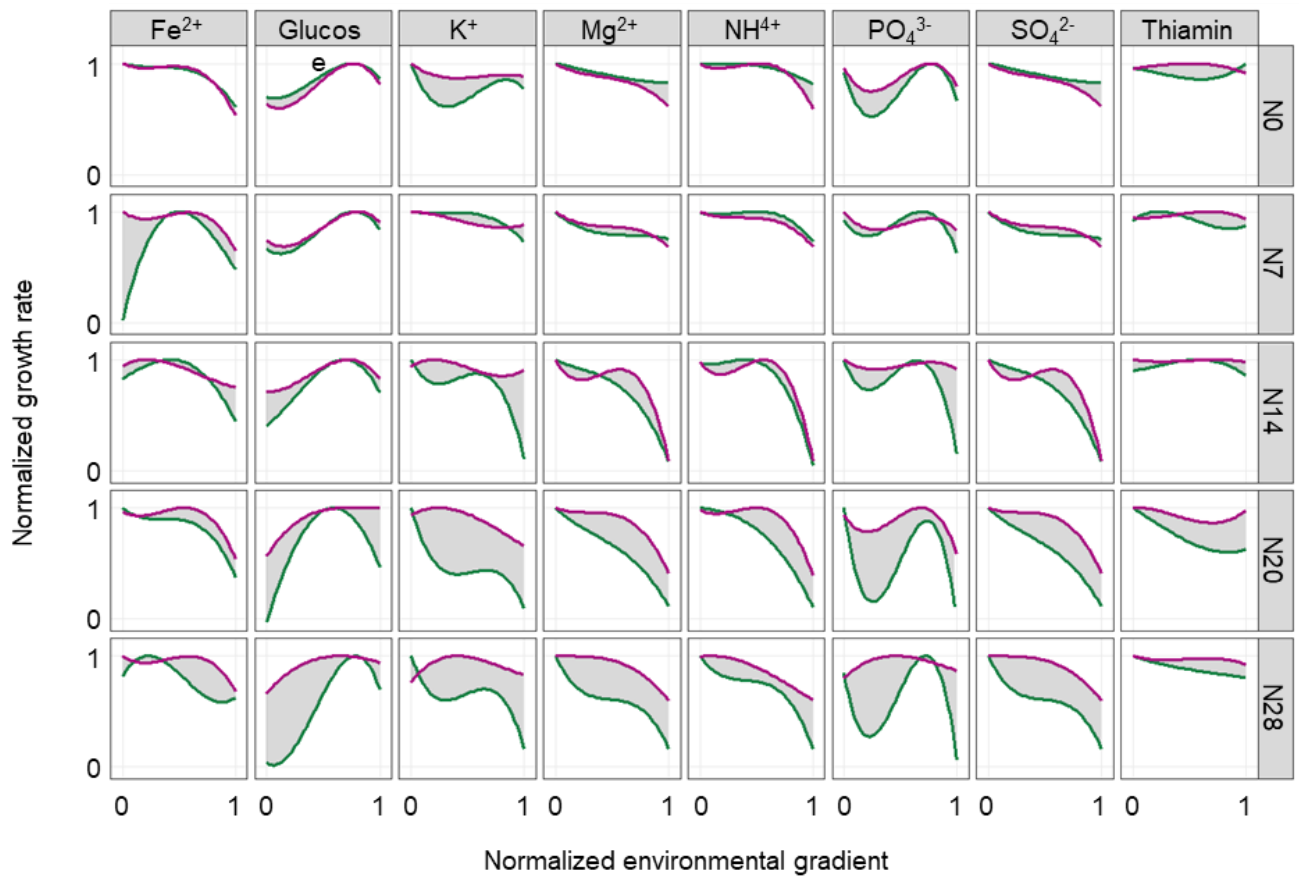 Fe²⁺ Glucos K⁺ Mg²⁺ NH⁴⁺ PO₄³⁻ SO₄²⁻ Thiamin
e
1
0
N0
1
0
N7
1
0
N14
1
0
N20
1
0
N28
Normalized growth rate
0 1 0 1 0 1 0 1 0 1 0 1 0 1 0 1
Normalized environmental gradient